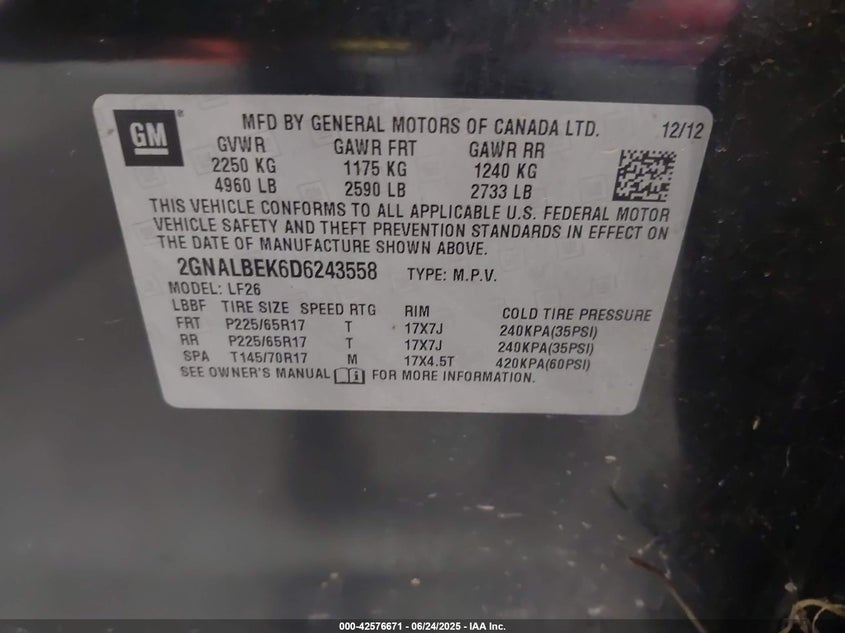 GM ®
MFD BY GENERAL MOTORS OF CANADA LTD. 12/12
GVWR GAWR FRT GAWR RR
2250 KG 1175 KG 1240 KG
4960 LB 2590 LB 2733 LB
THIS VEHICLE CONFORMS TO ALL APPLICABLE U.S. FEDERAL MOTOR
VEHICLE SAFETY AND THEFT PREVENTION STANDARDS IN EFFECT ON
THE DATE OF MANUFACTURE SHOWN ABOVE.
2GNALBEK6D6243558 TYPE: M.P.V.
MODEL: LF26
LBBF TIRE SIZE SPEED RTG RIM COLD TIRE PRESSURE
FRT P225/65R17 T 17X7J 240KPA(35PSI)
RR P225/65R17 T 17X7J 240KPA(35PSI)
SPA T145/70R17 M 17X4.5T 420KPA(60PSI)
SEE OWNER'S MANUAL FOR MORE INFORMATION.
000-42576671 - 06/24/2025 - IAA Inc.